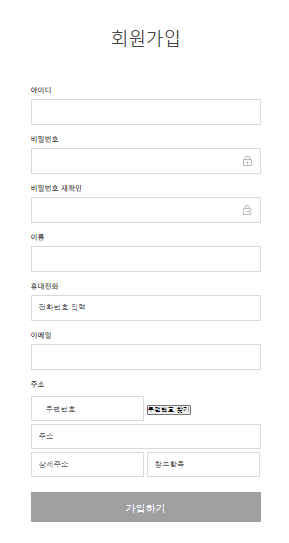 회원가입
아이디
비밀번호
비밀번호 재확인
이름
휴대전화
전화번호 입력
이메일
주소
우편번호 우편번호 찾기
주소
상세주소 참고항목
가입하기